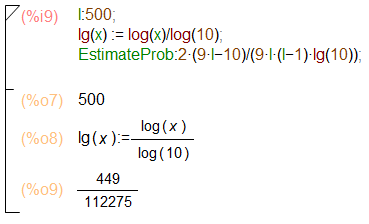 (%i9) l:500;
lg(x) := log(x)/log(10);
EstimateProb:2·(9·l−10)/(9·l·(l−1)·lg(10));
(%o7) 500
(%o8) lg(x):=log(x)/log(10)
(%o9) 449/112275